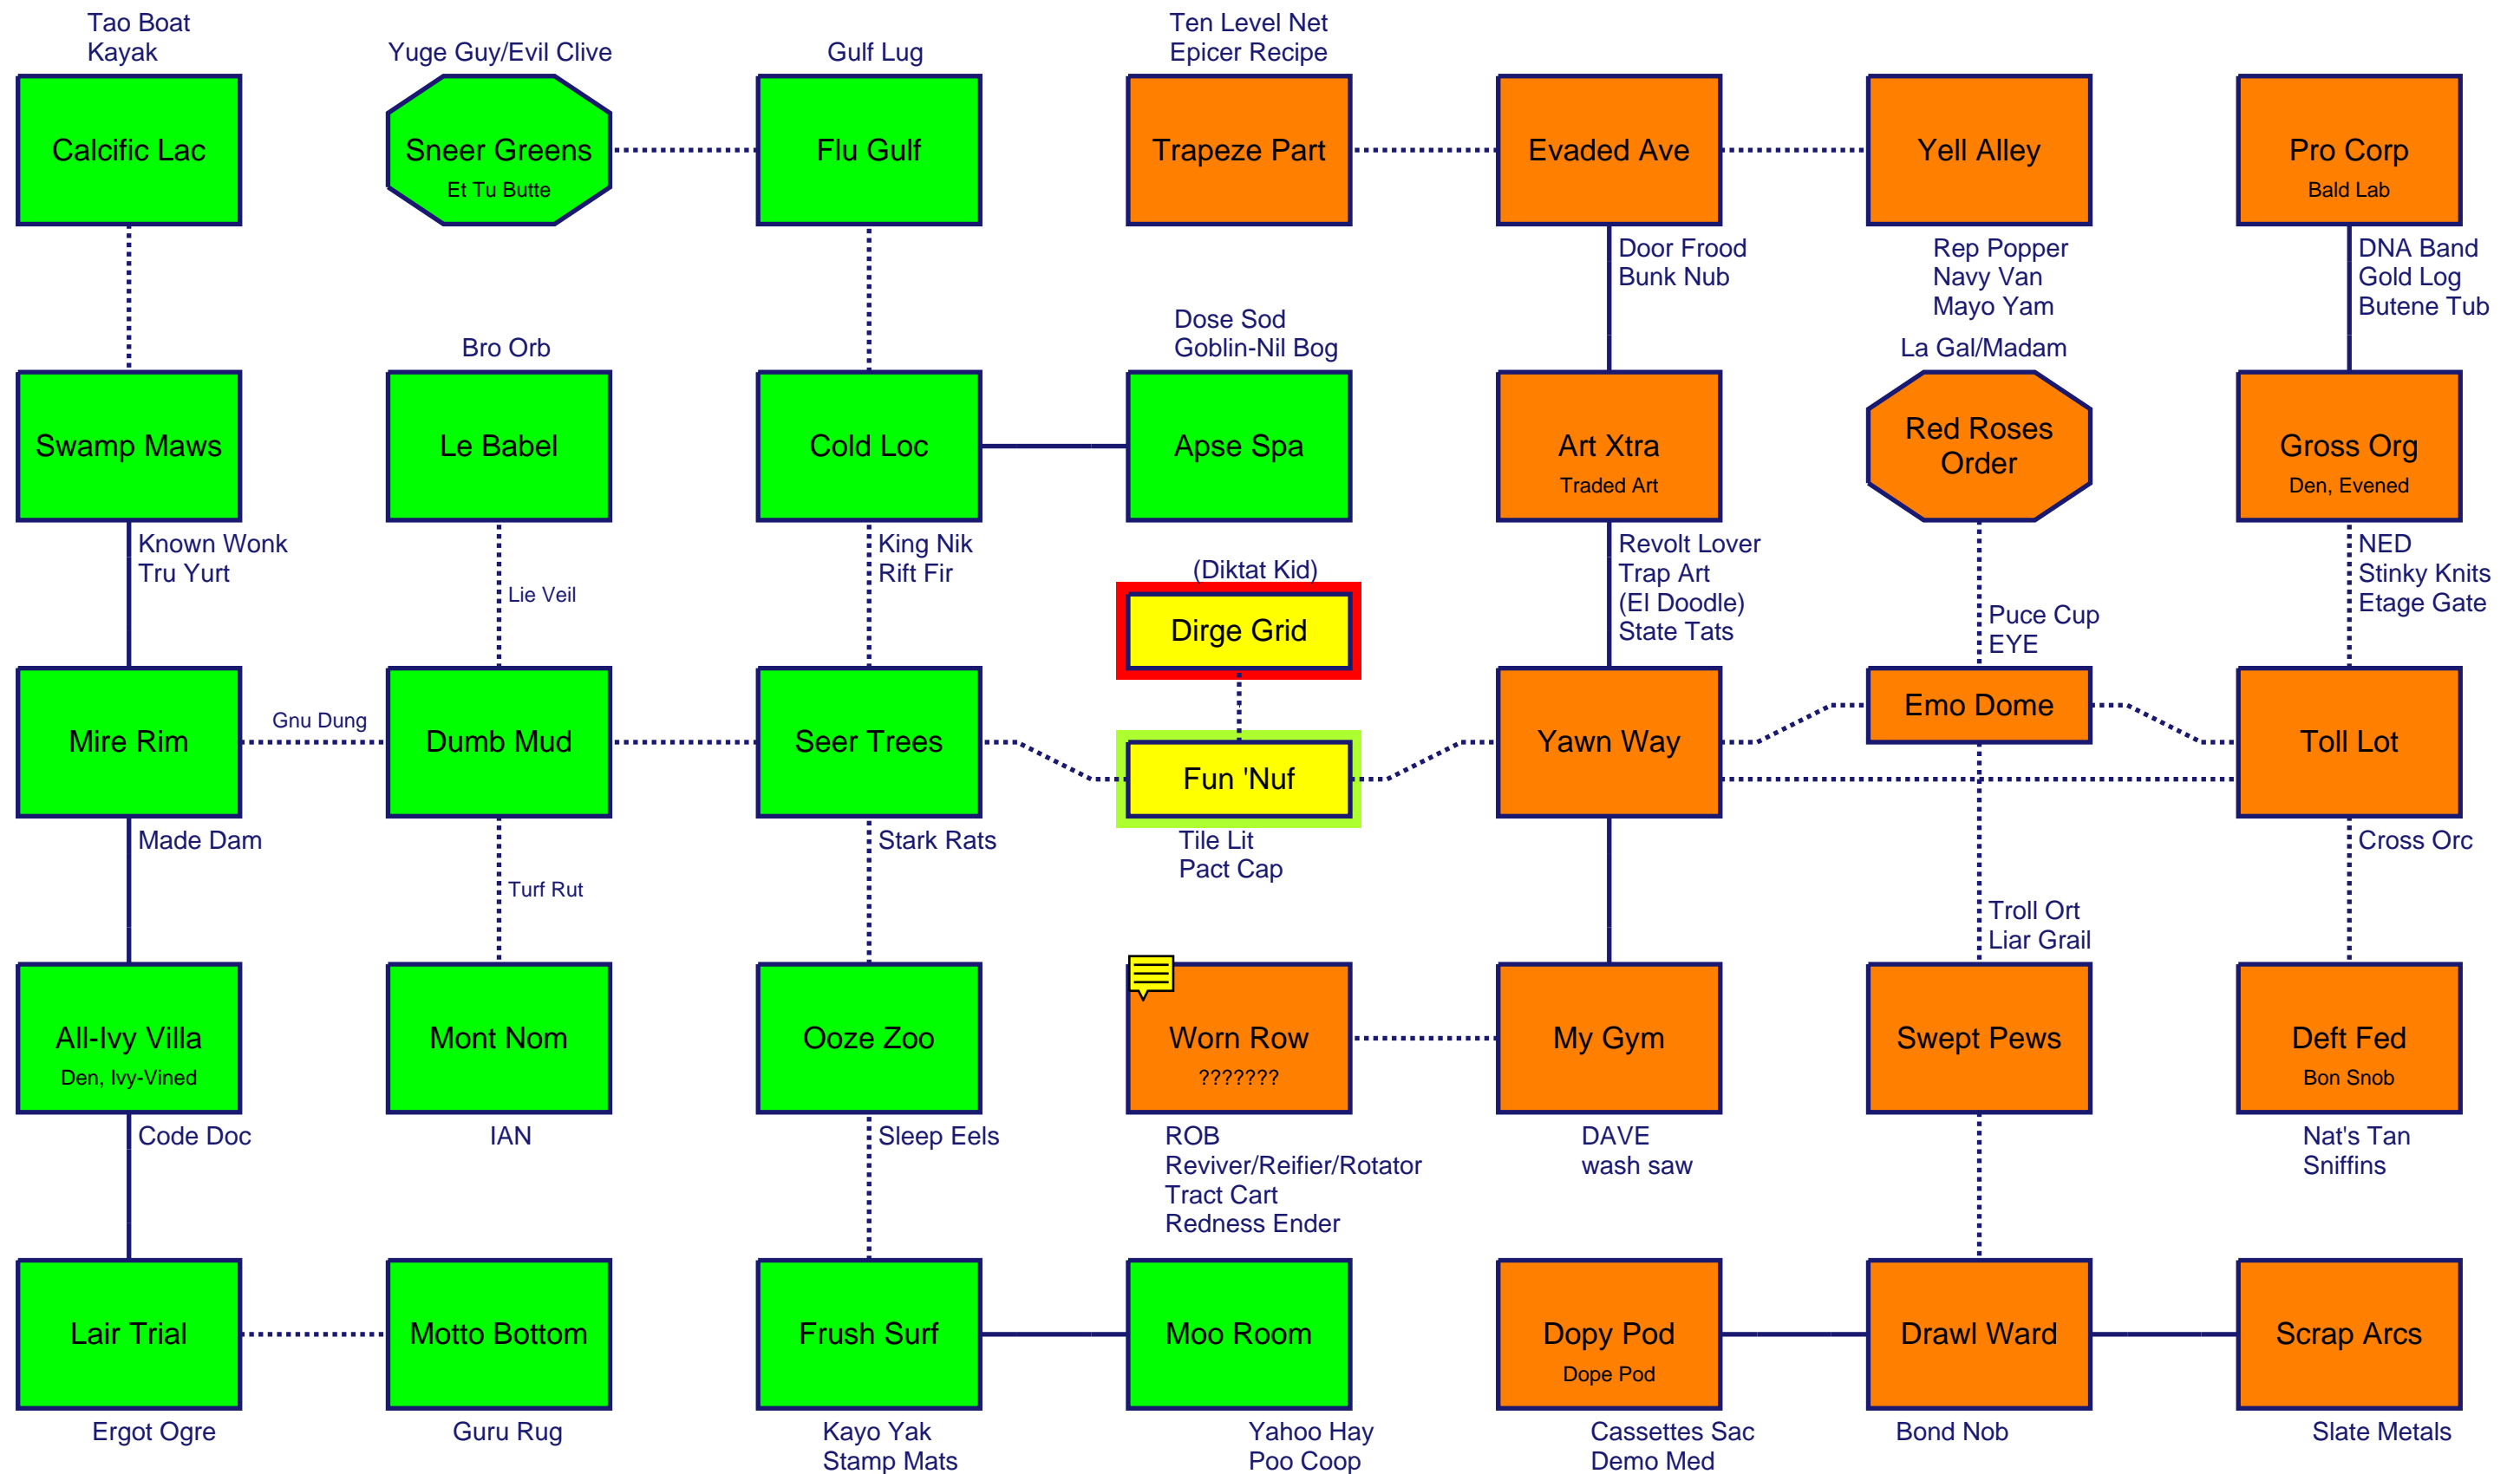 Tao Boat
Kayak
Yuge Guy/Evil Clive
Gulf Lug
Ten Level Net
Epicer Recipe
Calcific Lac
Sneer Greens
Et Tu Butte
Flu Gulf
Trapeze Part
Evaded Ave
Yell Alley
Pro Corp
Bald Lab
Door Frood
Bunk Nub
Rep Popper
Navy Van
Mayo Yam
DNA Band
Gold Log
Butene Tub
Bro Orb
Dose Sod
Goblin-Nil Bog
La Gal/Madam
Swamp Maws
Le Babel
Cold Loc
Apse Spa
Art Xtra
Traded Art
Red Roses
Order
Gross Org
Den, Evened
Known Wonk
Tru Yurt
Lie Veil
King Nik
Rift Fir
(Diktat Kid)
Revolt Lover
Trap Art
(El Doodle)
State Tats
Puce Cup
EYE
NED
Stinky Knits
Etage Gate
Dirge Grid
Mire Rim
Gnu Dung
Dumb Mud
Seer Trees
Fun 'Nuf
Yawn Way
Emo Dome
Toll Lot
Made Dam
Turf Rut
Stark Rats
Tile Lit
Pact Cap
Troll Ort
Liar Grail
Cross Orc
All-Ivy Villa
Den, Ivy-Vined
Mont Nom
Ooze Zoo
Worn Row
???????
My Gym
Swept Pews
Deft Fed
Bon Snob
Code Doc
IAN
Sleep Eels
ROB
Reviver/Reifier/Rotator
Tract Cart
Redness Ender
DAVE
wash saw
Nat's Tan
Sniffins
Lair Trial
Motto Bottom
Frush Surf
Moo Room
Dopy Pod
Dope Pod
Drawl Ward
Scrap Arcs
Ergot Ogre
Guru Rug
Kayo Yak
Stamp Mats
Yahoo Hay
Poo Coop
Cassettes Sac
Demo Med
Bond Nob
Slate Metals